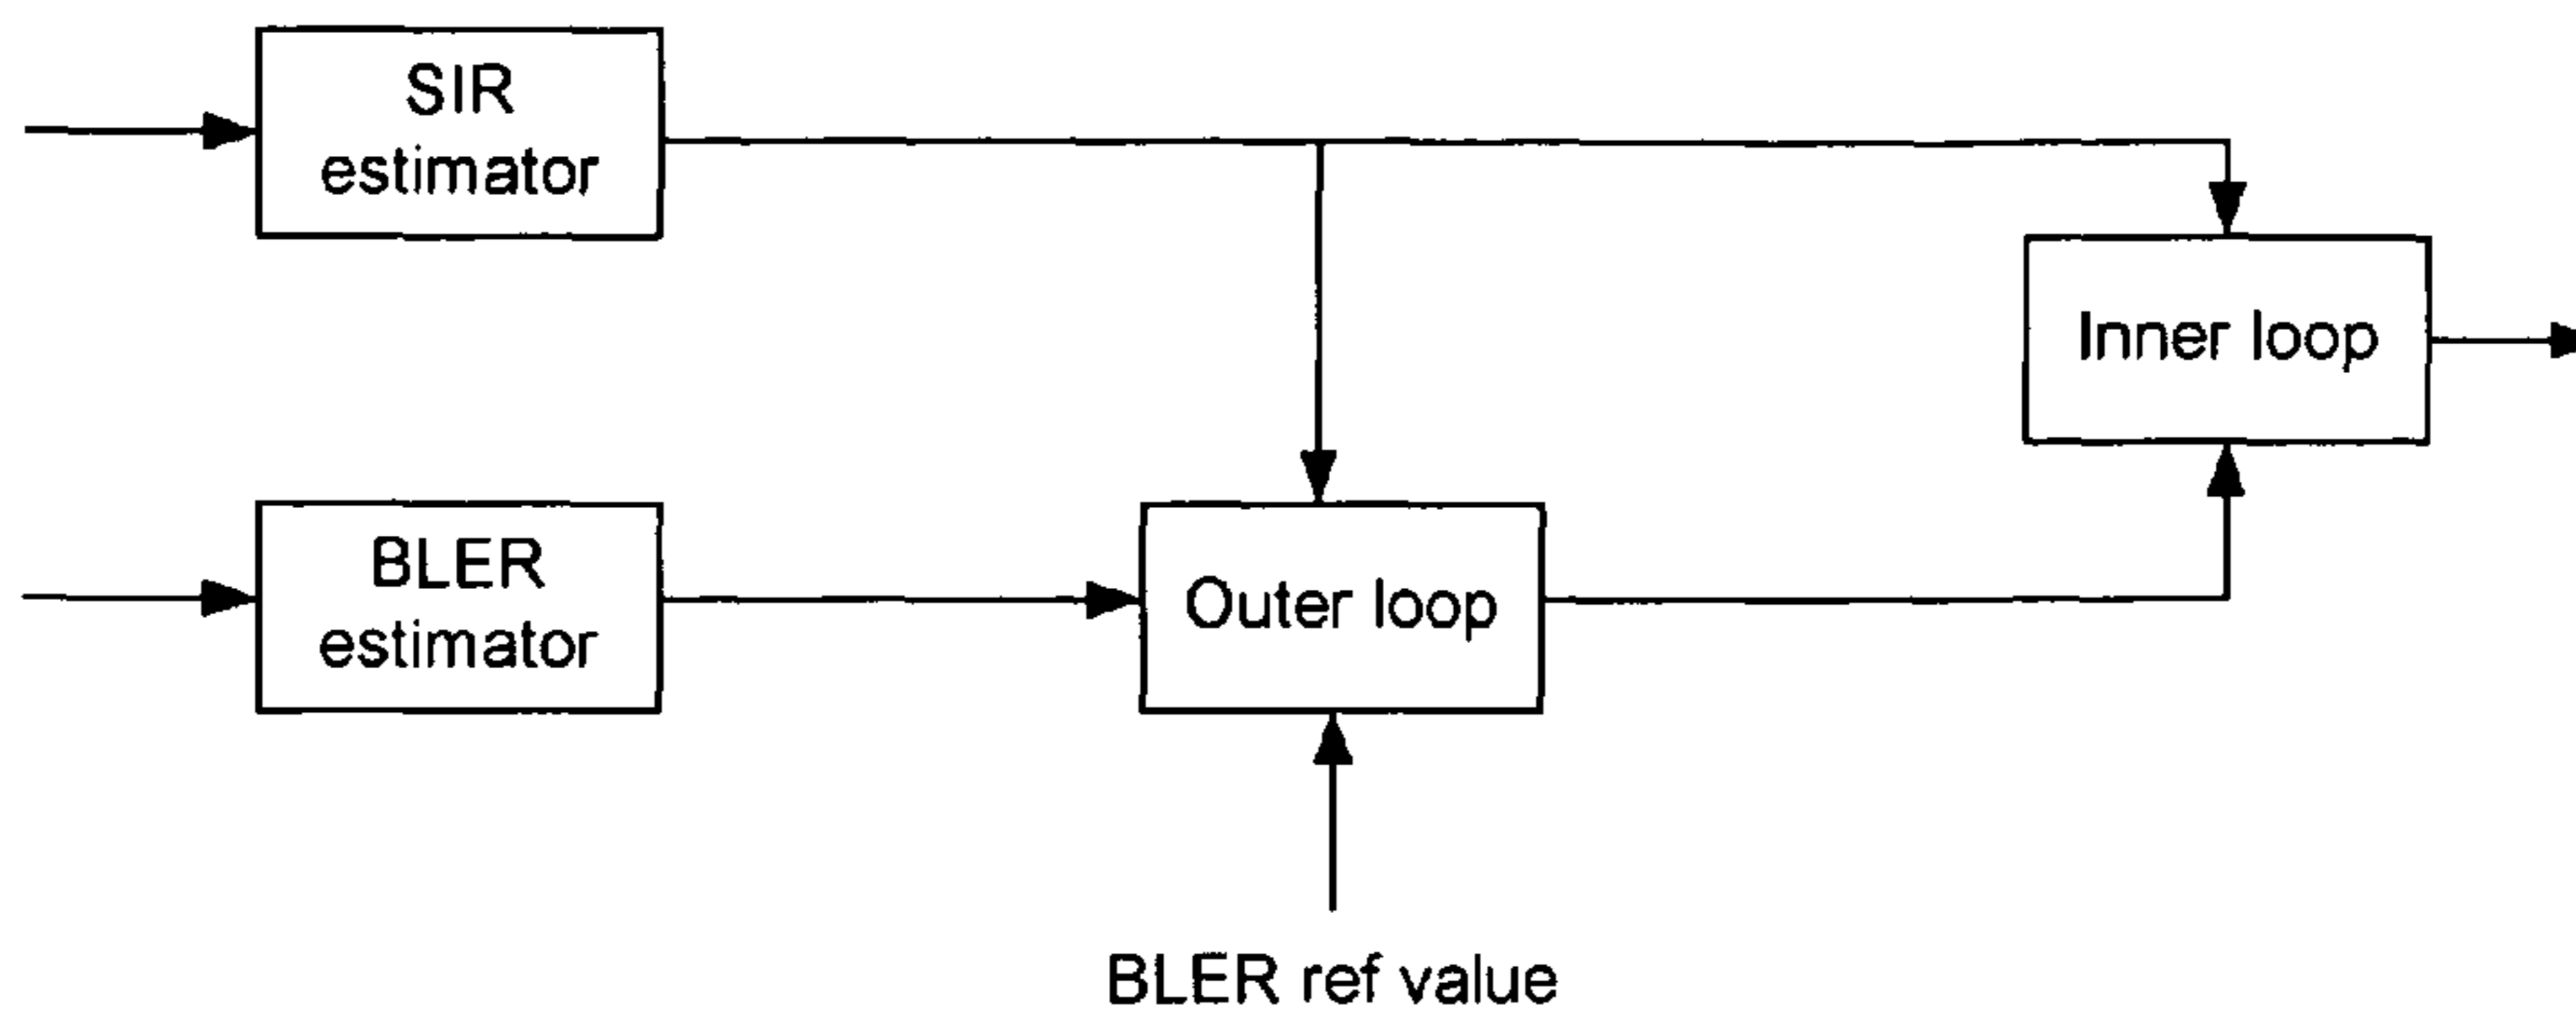 SIR
estimator
Inner loop
BLER
estimator
Outer loop
BLER ref value